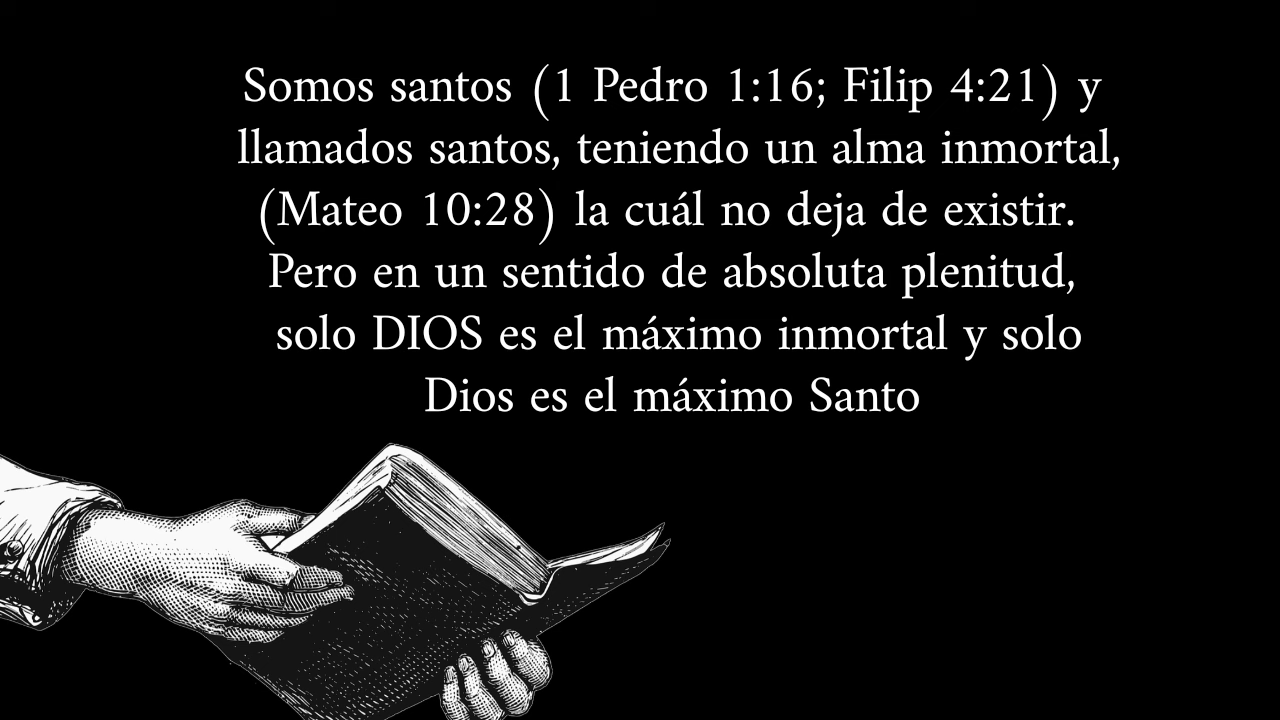 Somos santos (1 Pedro 1:16; Filip 4:21) y
llamados santos, teniendo un alma inmortal,
(Mateo 10:28) la cuál no deja de existir.
Pero en un sentido de absoluta plenitud,
solo DIOS es el máximo inmortal y solo
Dios es el máximo Santo